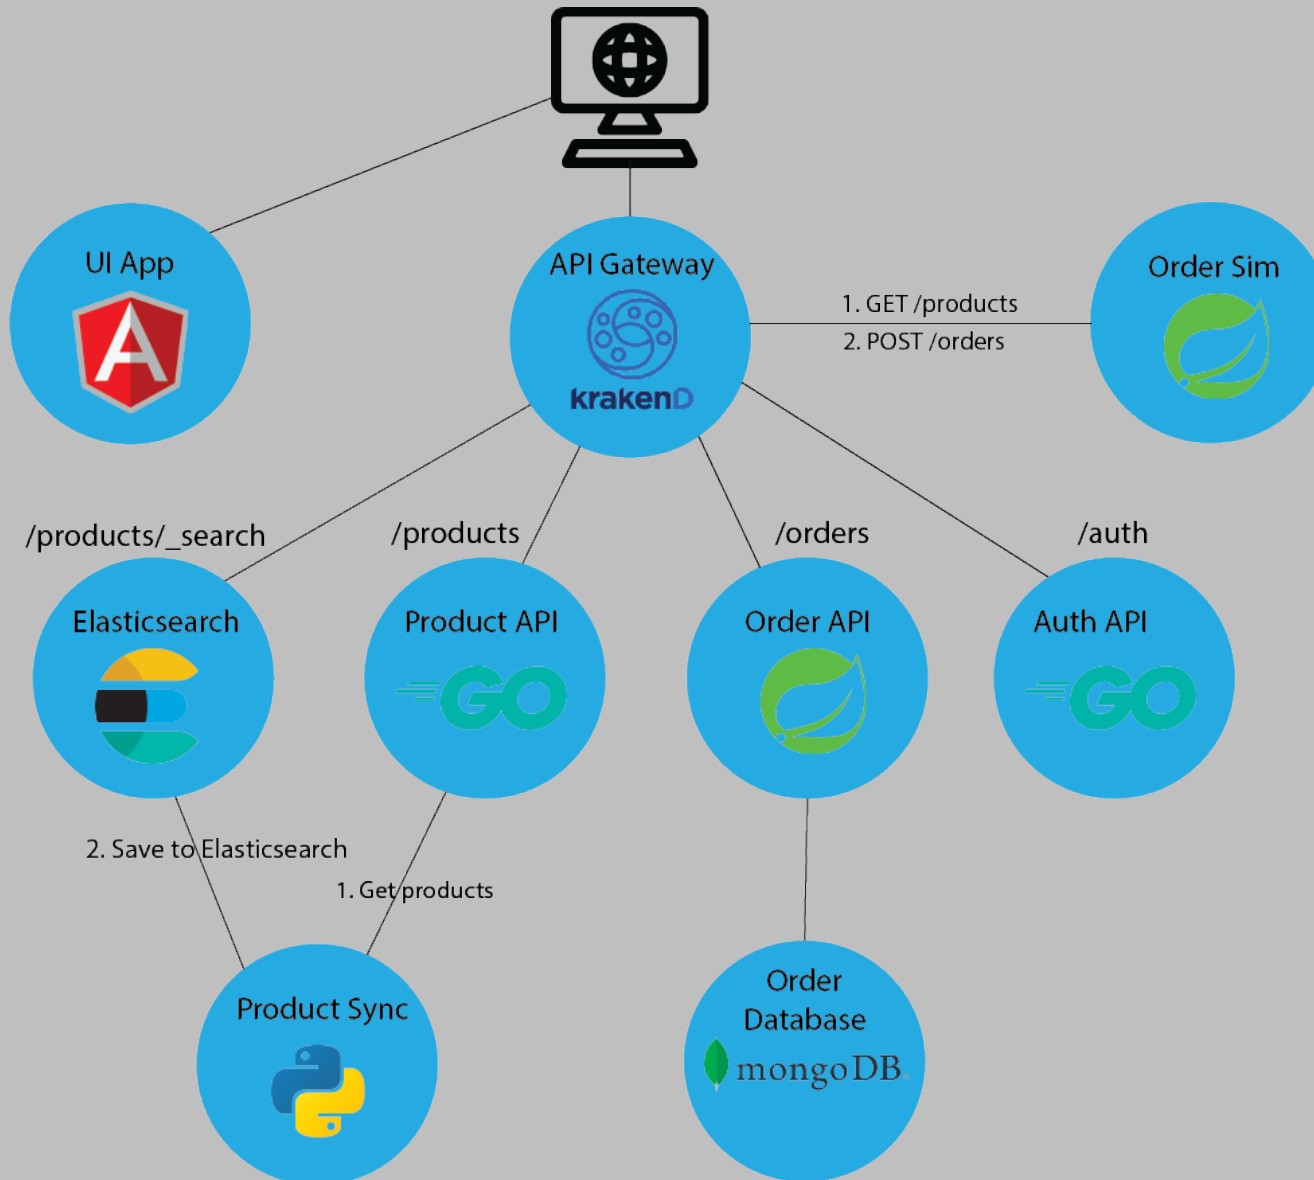 UI App
API Gateway
krakenD
1. GET /products
2. POST /orders
Order Sim
/products/_search
/products
/orders
/auth
Elasticsearch
Product API
GO
Order API
Auth API
GO
2. Save to Elasticsearch
1. Get products
Product Sync
Order
Database
mongoDB